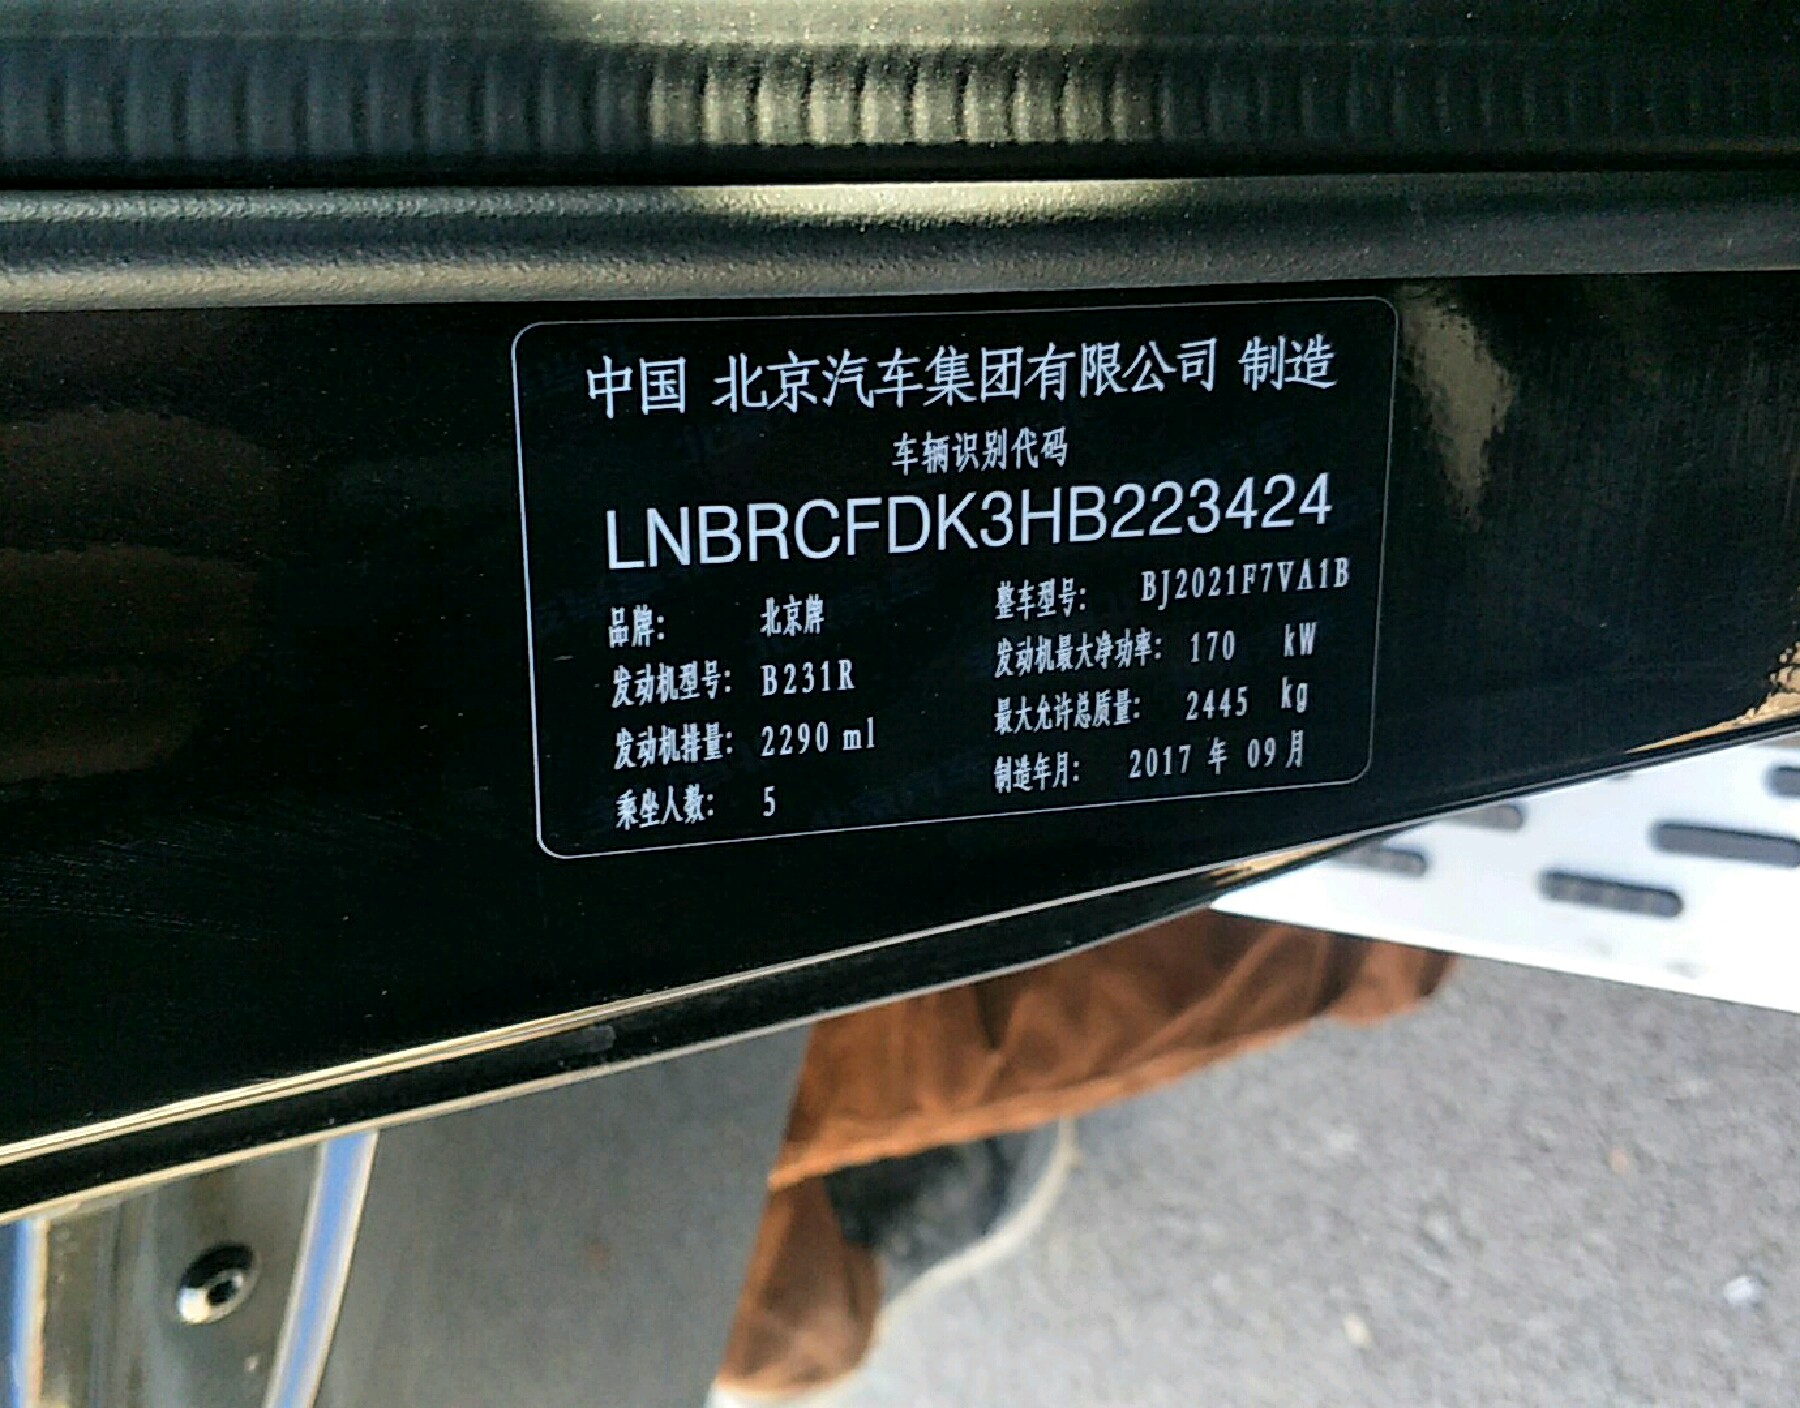 中国 北京汽车集团有限公司 制造
车辆识别代码
LNBRCFDK3HB223424
品牌: 北京牌 整车型号: BJ2021F7VA1B
发动机型号: B231R 发动机最大净功率: 170 kW
发动机排量: 2290 ml 最大允许总质量: 2445 kg
乘坐人数: 5 制造年月: 2017 年 09 月